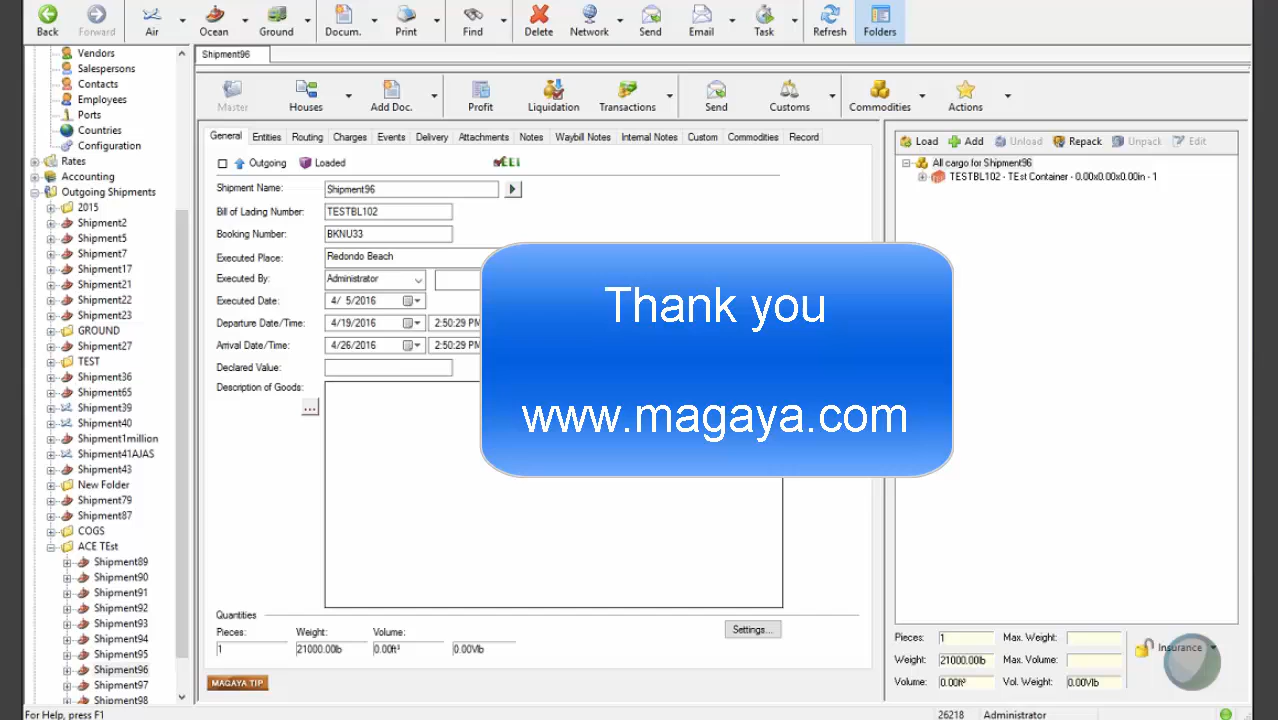 Back Forward Air Ocean Ground Docum. Print Find Delete Network Send Email Task Refresh Folders
Vendors
Salespersons
Contacts
Employees
Ports
Countries
Configuration
Rates
Accounting
Outgoing Shipments
2015
Shipment2
Shipment5
Shipment7
Shipment17
Shipment21
Shipment22
Shipment23
GROUND
Shipment27
TEST
Shipment36
Shipment65
Shipment39
Shipment40
Shipment1million
Shipment41AJAS
Shipment43
New Folder
Shipment79
Shipment87
COGS
ACE TEst
Shipment89
Shipment90
Shipment91
Shipment92
Shipment93
Shipment94
Shipment95
Shipment96
Shipment97
Shipment98
Shipment96
Master Houses Add Doc. Profit Liquidation Transactions Send Customs Commodities Actions
General Entities Routing Charges Events Delivery Attachments Notes Waybill Notes Internal Notes Custom Commodities Record
Outgoing Loaded EEI
Shipment Name: Shipment96
Bill of Lading Number: TESTBL102
Booking Number: BKNU33
Executed Place: Redondo Beach
Executed By: Administrator
Executed Date: 4/ 5/2016
Departure Date/Time: 4/19/2016 2:50:29 PM
Arrival Date/Time: 4/26/2016 2:50:29 PM
Declared Value:
Description of Goods:
...
Thank you
www.magaya.com
Quantities
Pieces: Weight: Volume:
1 21000.00lb 0.00ft³ 0.00Vlb
Settings...
MAGAYA TIP
Load Add Unload Repack Unpack Edit
All cargo for Shipment96
TESTBL102 - TEst Container - 0.00x0.00x0.00in - 1
Pieces: 1 Max. Weight:
Weight: 21000.00lb Max. Volume:
Volume: 0.00ft³ Vol. Weight: 0.00Vlb
Insurance
For Help, press F1
26218 Administrator